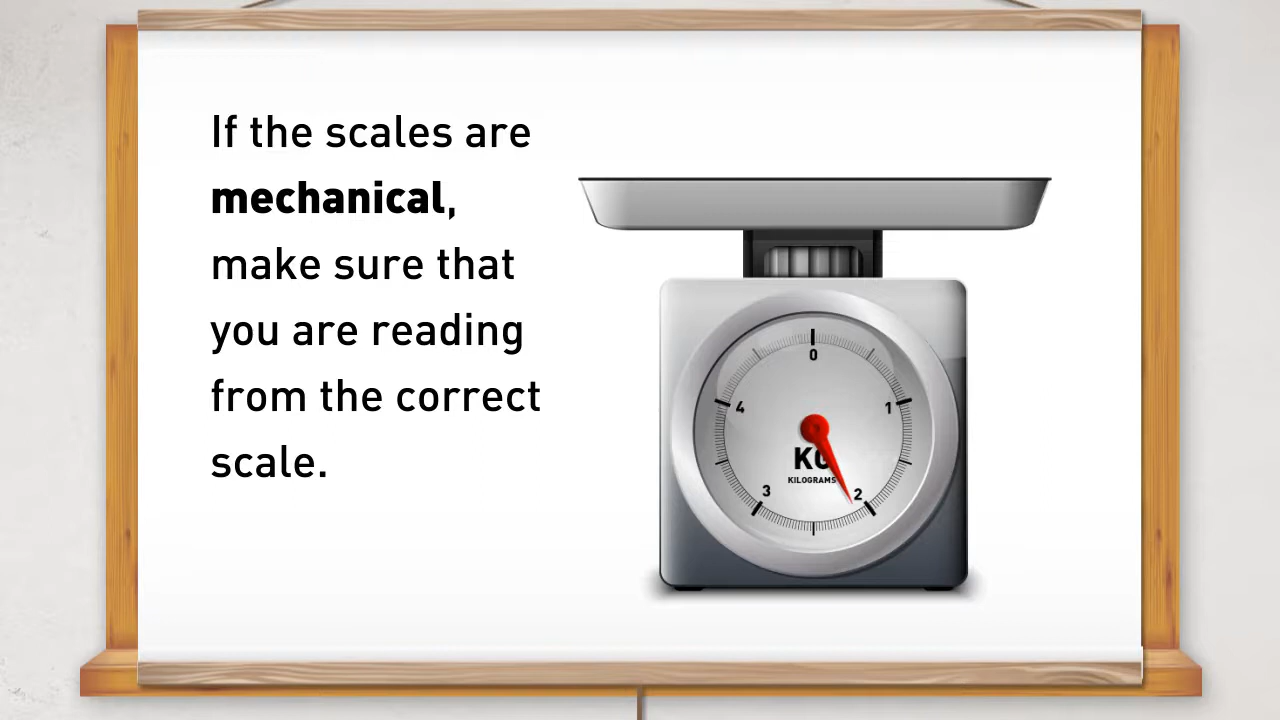 If the scales are
mechanical,
make sure that
you are reading
from the correct
scale.
0
1
2
3
4
KG
KILOGRAMS